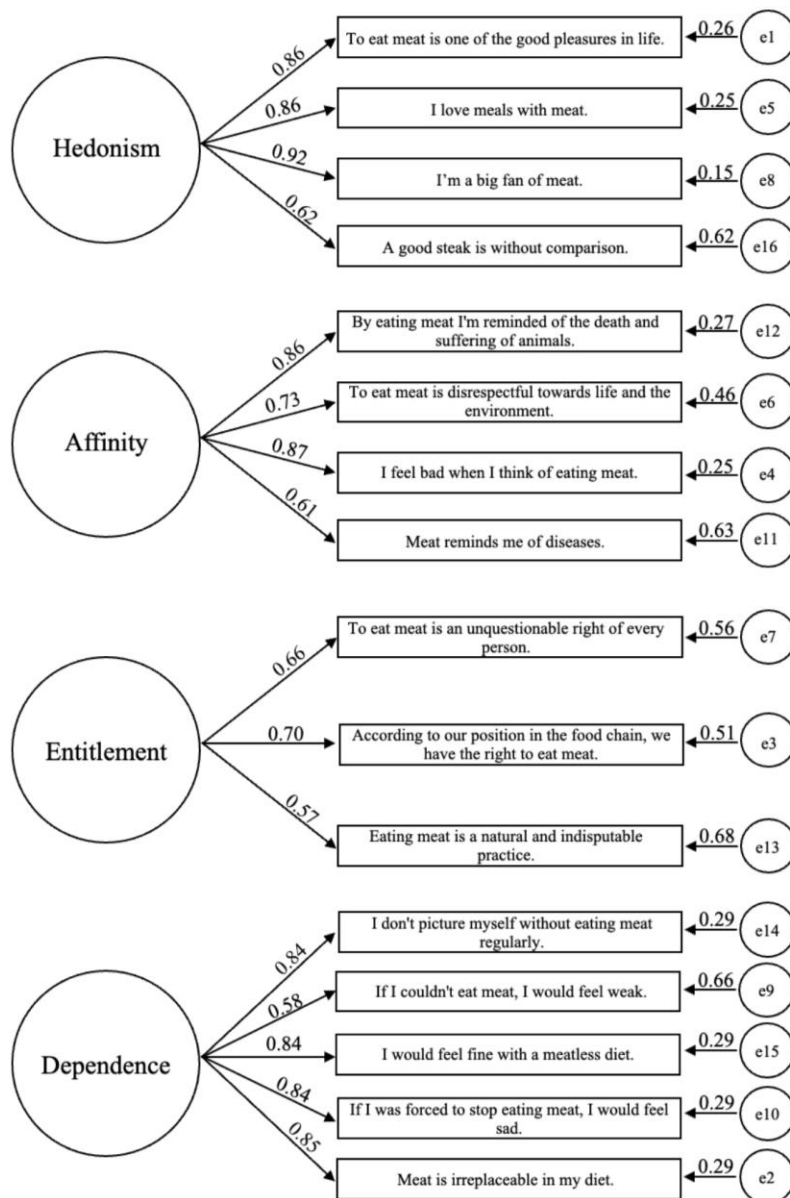 To eat meat is one of the good pleasures in life.
0.26
e1
0.86
I love meals with meat.
0.25
e5
0.86
Hedonism
I'm a big fan of meat.
0.15
e8
0.92
A good steak is without comparison.
0.62
e16
0.62
By eating meat I'm reminded of the death and
suffering of animals.
0.27
e12
0.86
To eat meat is disrespectful towards life and the
environment.
0.46
e6
0.73
Affinity
I feel bad when I think of eating meat.
0.25
e4
0.87
Meat reminds me of diseases.
0.63
e11
0.61
To eat meat is an unquestionable right of every
person.
0.56
e7
0.66
Entitlement
According to our position in the food chain, we
have the right to eat meat.
0.51
e3
0.70
Eating meat is a natural and indisputable
practice.
0.68
e13
0.57
I don't picture myself without eating meat
regularly.
0.29
e14
0.84
If I couldn't eat meat, I would feel weak.
0.66
e9
0.58
Dependence
I would feel fine with a meatless diet.
0.29
e15
0.84
If I was forced to stop eating meat, I would feel
sad.
0.29
e10
0.84
Meat is irreplaceable in my diet.
0.29
e2
0.85